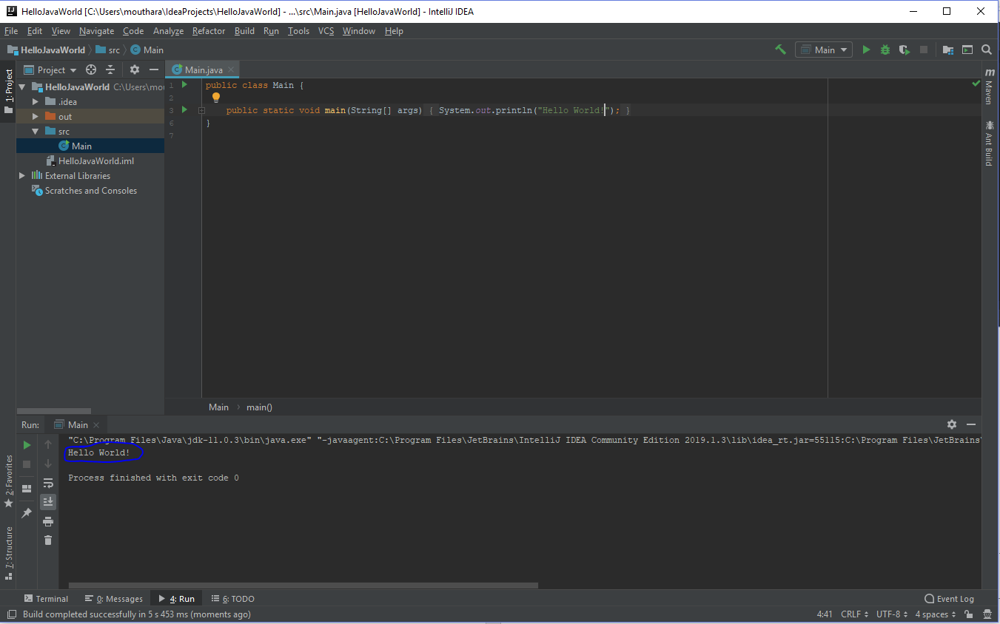 HelloJavaWorld [C:\Users\mouthara\IdeaProjects\HelloJavaWorld] - ...\src\Main.java [HelloJavaWorld] - IntelliJ IDEA
File Edit View Navigate Code Analyze Refactor Build Run Tools VCS Window Help
HelloJavaWorld src Main Main
1: Project
Project
HelloJavaWorld C:\Users\mou
.idea
out
src
Main
HelloJavaWorld.iml
External Libraries
Scratches and Consoles
Main.java
1 public class Main {
2
3 public static void main(String[] args) { System.out.println("Hello World!"); }
6 }
7
Main main()
Maven
Ant Build
Run: Main
"C:\Program Files\Java\jdk-11.0.3\bin\java.exe" "-javaagent:C:\Program Files\JetBrains\IntelliJ IDEA Community Edition 2019.1.3\lib\idea_rt.jar=55115:C:\Program Files\JetBrains\
Hello World!
Process finished with exit code 0
2: Favorites
7: Structure
Terminal 0: Messages 4: Run 6: TODO Event Log
Build completed successfully in 5 s 453 ms (moments ago) 4:41 CRLF UTF-8 4 spaces